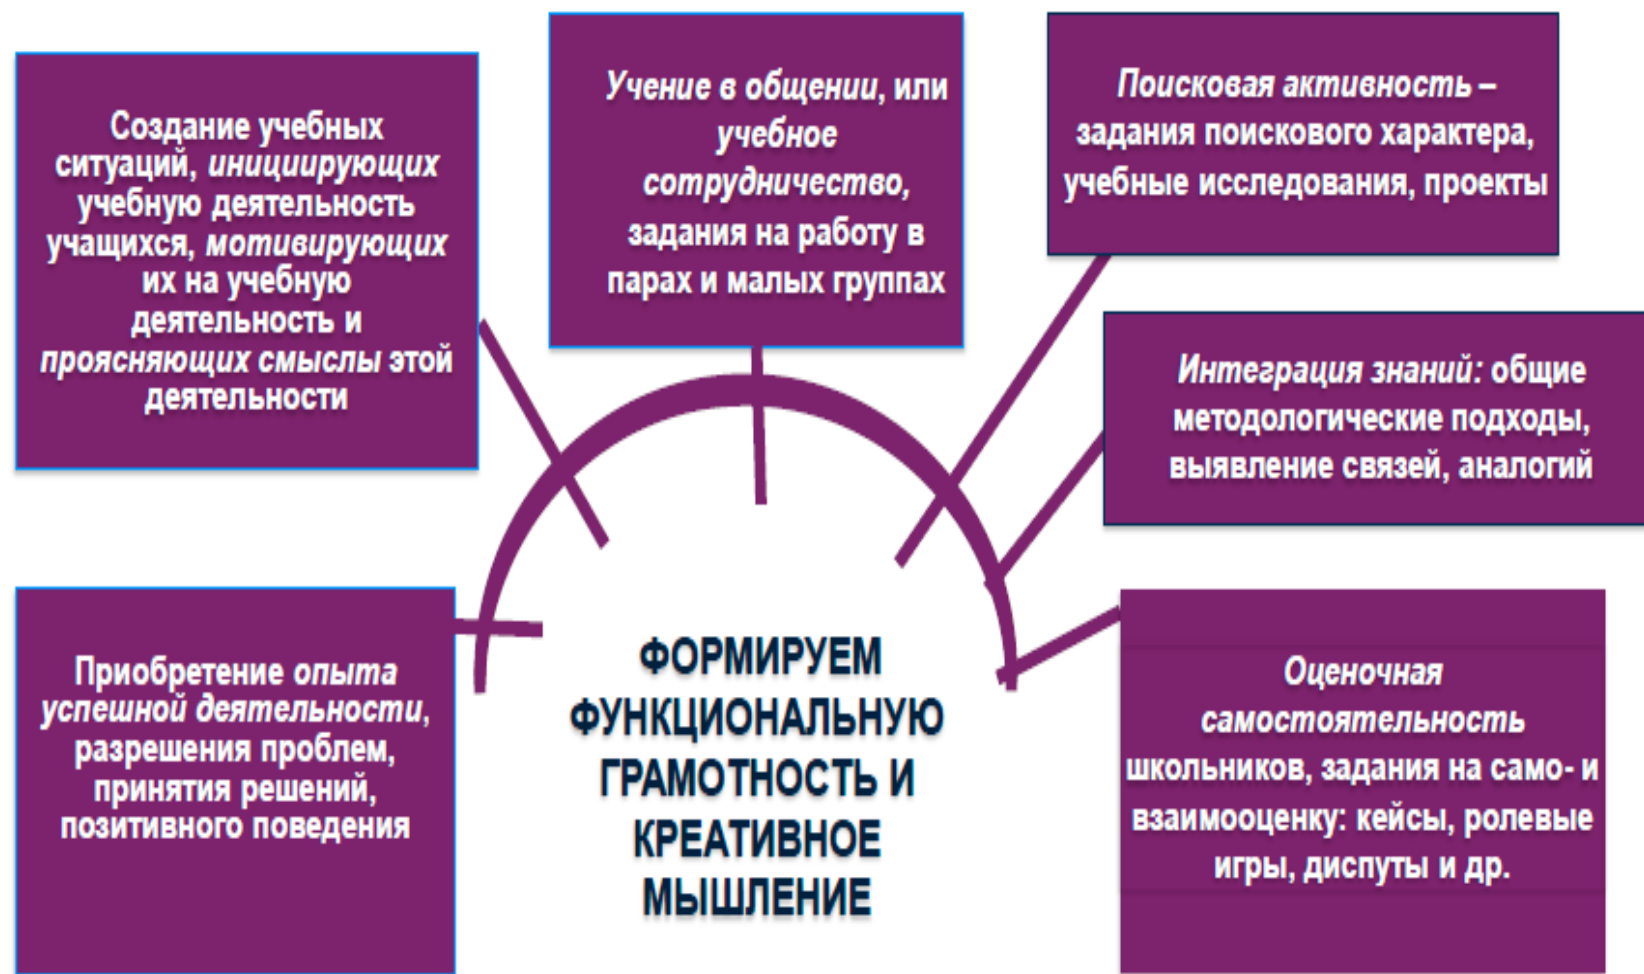 Создание учебных
ситуаций, инициирующих
учебную деятельность
учащихся, мотивирующих
их на учебную
деятельность и
проясняющих смыслы этой
деятельности
Учение в общении, или
учебное
сотрудничество,
задания на работу в
парах и малых группах
Поисковая активность –
задания поискового характера,
учебные исследования, проекты
Интеграция знаний: общие
методологические подходы,
выявление связей, аналогий
Приобретение опыта
успешной деятельности,
разрешения проблем,
принятия решений,
позитивного поведения
ФОРМИРУЕМ
ФУНКЦИОНАЛЬНУЮ
ГРАМОТНОСТЬ И
КРЕАТИВНОЕ
МЫШЛЕНИЕ
Оценочная
самостоятельность
школьников, задания на само- и
взаимооценку: кейсы, ролевые
игры, диспуты и др.